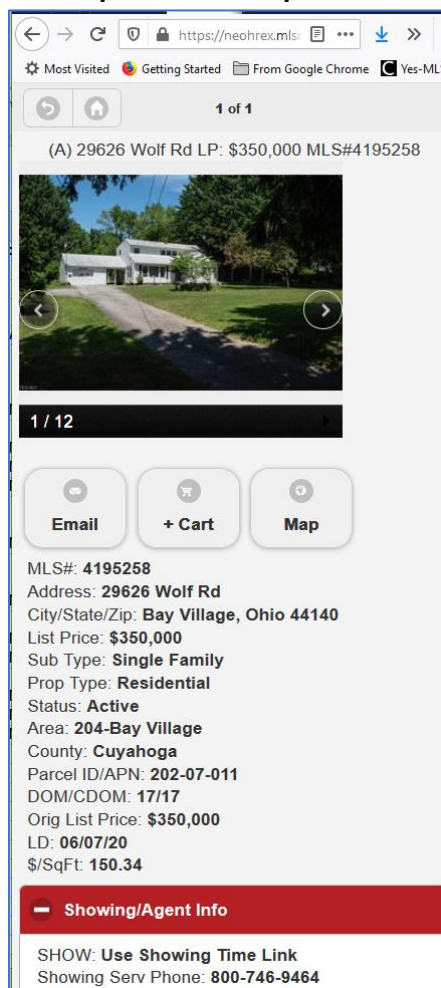 https://neohrex.mls
Most Visited Getting Started From Google Chrome Yes-ML
1 of 1
(A) 29626 Wolf Rd LP: $350,000 MLS#4195258
1 / 12
Email + Cart Map
MLS#: 4195258
Address: 29626 Wolf Rd
City/State/Zip: Bay Village, Ohio 44140
List Price: $350,000
Sub Type: Single Family
Prop Type: Residential
Status: Active
Area: 204-Bay Village
County: Cuyahoga
Parcel ID/APN: 202-07-011
DOM/CDOM: 17/17
Orig List Price: $350,000
LD: 06/07/20
$/SqFt: 150.34
Showing/Agent Info
SHOW: Use Showing Time Link
Showing Serv Phone: 800-746-9464